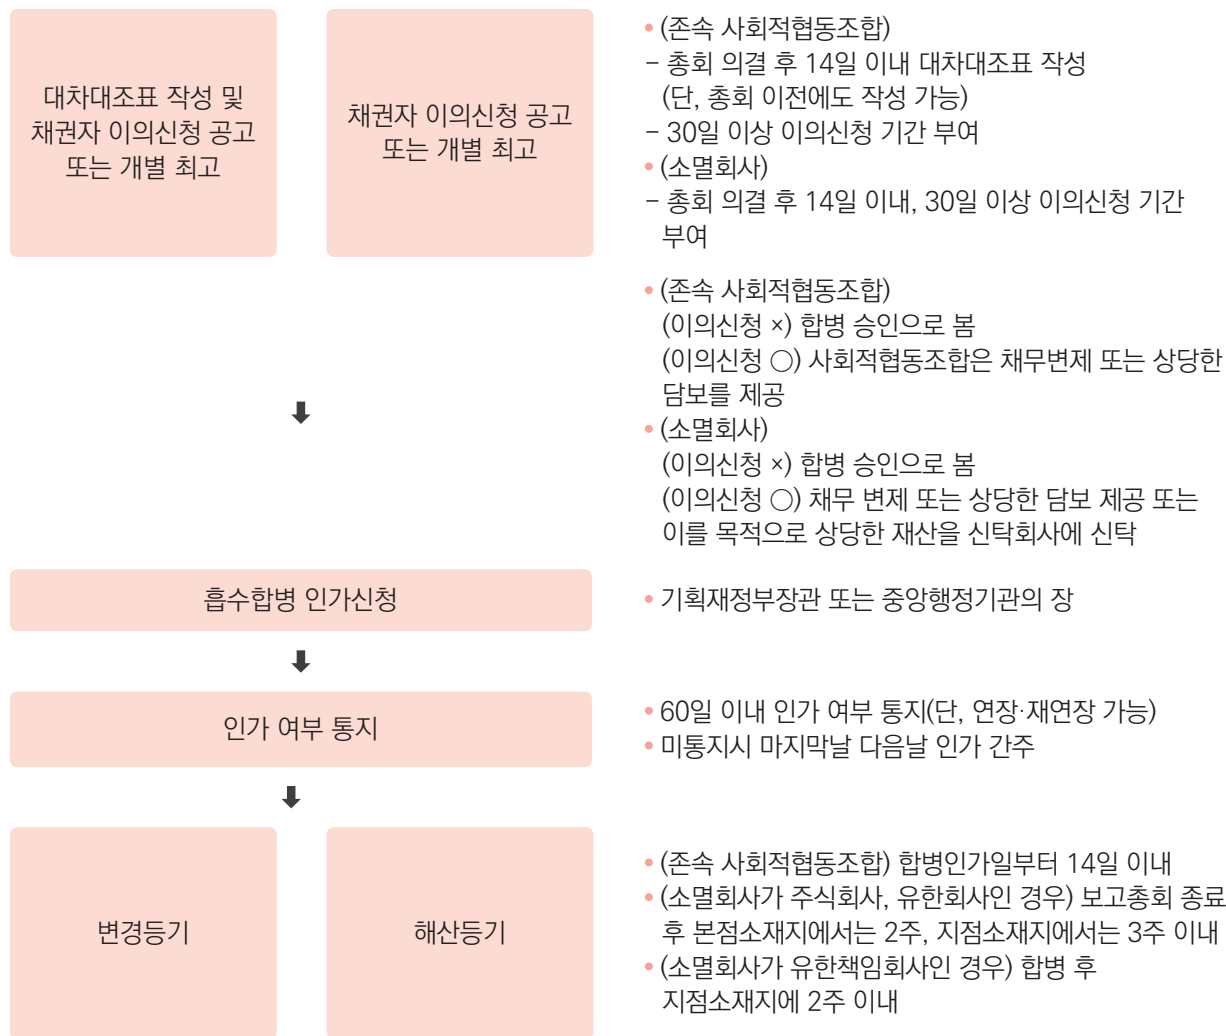 대차대조표 작성 및
채권자 이의신청 공고
또는 개별 최고
채권자 이의신청 공고
또는 개별 최고
• (존속 사회적협동조합)
– 총회 의결 후 14일 이내 대차대조표 작성
(단, 총회 이전에도 작성 가능)
– 30일 이상 이의신청 기간 부여
• (소멸회사)
– 총회 의결 후 14일 이내, 30일 이상 이의신청 기간
부여
• (존속 사회적협동조합)
(이의신청 ×) 합병 승인으로 봄
(이의신청 ○) 사회적협동조합은 채무변제 또는 상당한
담보를 제공
• (소멸회사)
(이의신청 ×) 합병 승인으로 봄
(이의신청 ○) 채무 변제 또는 상당한 담보 제공 또는
이를 목적으로 상당한 재산을 신탁회사에 신탁
흡수합병 인가신청
• 기획재정부장관 또는 중앙행정기관의 장
인가 여부 통지
• 60일 이내 인가 여부 통지(단, 연장·재연장 가능)
• 미통지시 마지막날 다음날 인가 간주
변경등기
해산등기
• (존속 사회적협동조합) 합병인가일부터 14일 이내
• (소멸회사가 주식회사, 유한회사인 경우) 보고총회 종료
후 본점소재지에서는 2주, 지점소재지에서는 3주 이내
• (소멸회사가 유한책임회사인 경우) 합병 후
지점소재지에 2주 이내